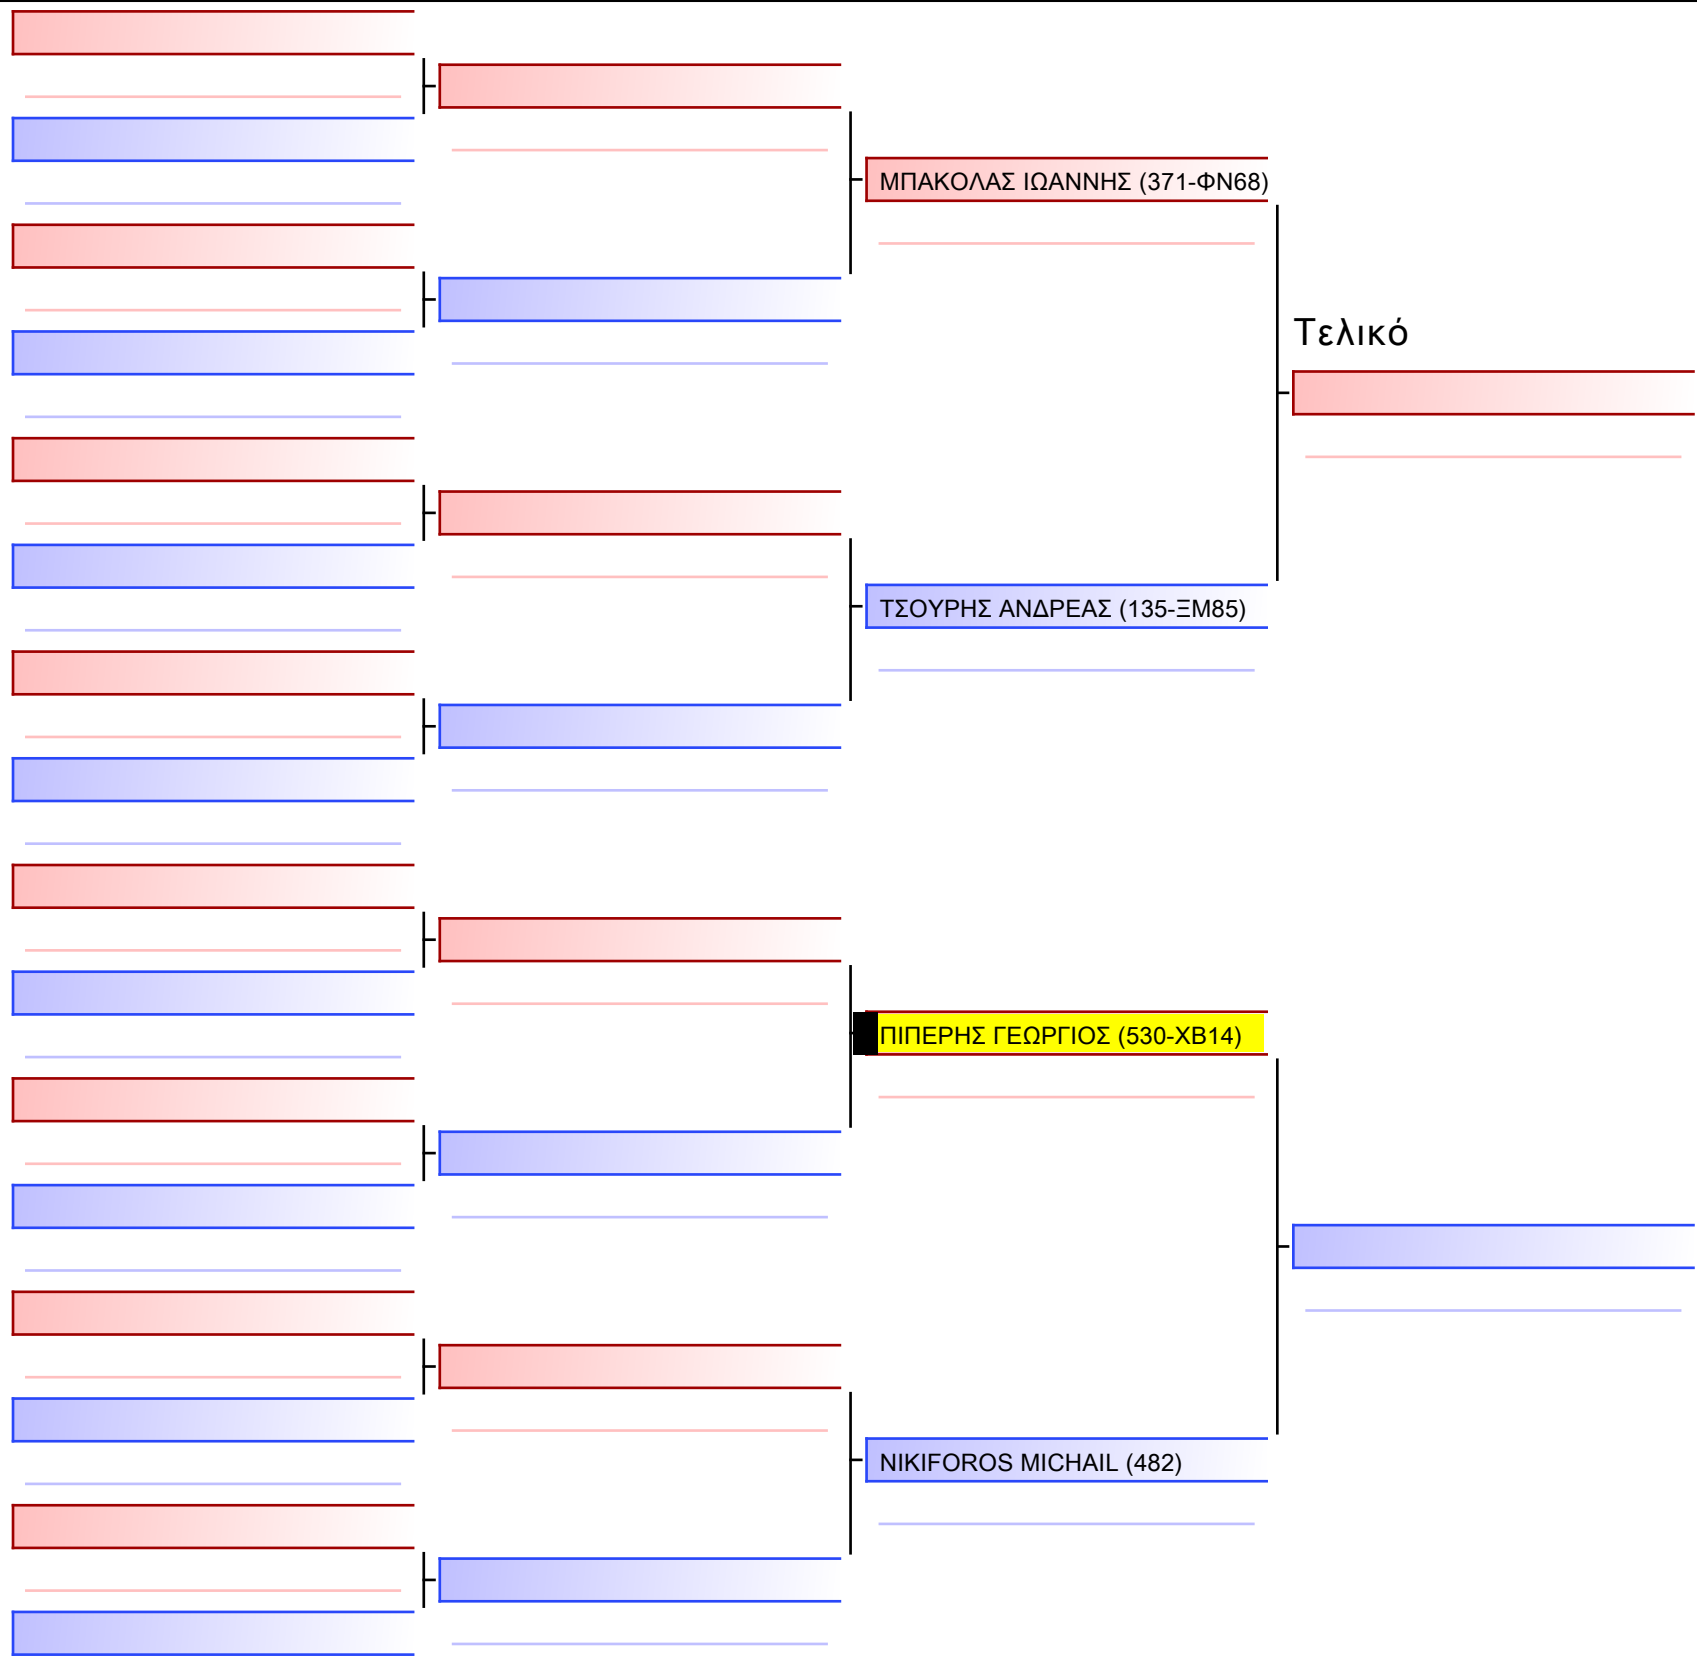 ΜΠΑΚΟΛΑΣ ΙΩΑΝΝΗΣ (371-ΦΝ68)
Τελικό
ΤΣΟΥΡΗΣ ΑΝΔΡΕΑΣ (135-ΞΜ85)
ΠΙΠΕΡΗΣ ΓΕΩΡΓΙΟΣ (530-ΧΒ14)
NIKIFOROS MICHAIL (482)